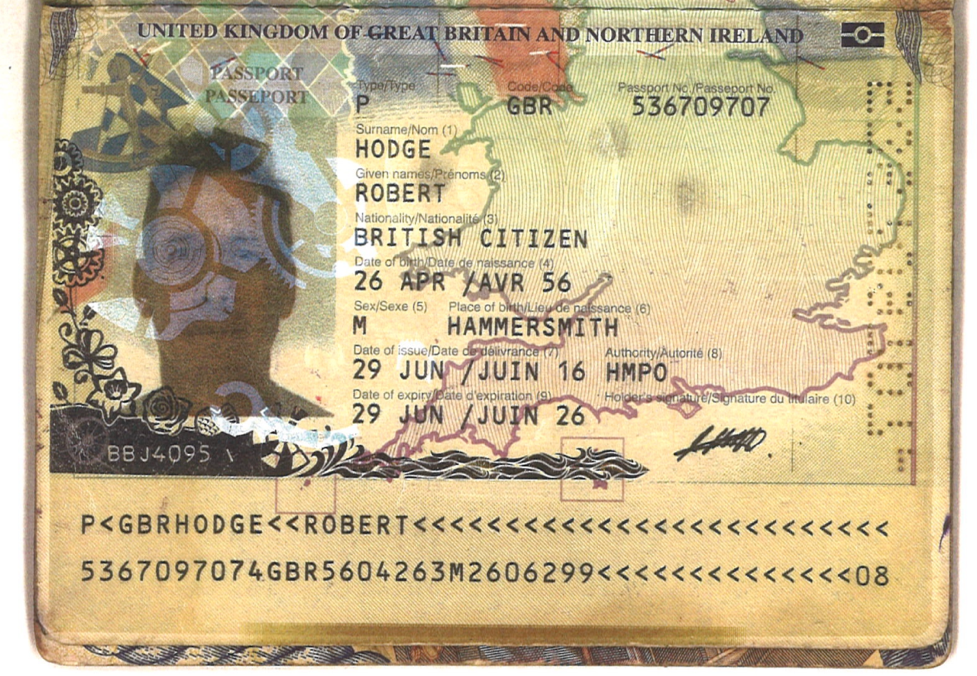 UNITED KINGDOM OF GREAT BRITAIN AND NORTHERN IRELAND
PASSPORT
PASSEPORT
Type/Type Code/Code Passport No./Passeport No.
P GBR 536709707
Surname/Nom (1)
HODGE
Given names/Prénoms (2)
ROBERT
Nationality/Nationalité (3)
BRITISH CITIZEN
Date of birth/Date de naissance (4)
26 APR /AVR 56
Sex/Sexe (5) Place of birth/Lieu de naissance (6)
M HAMMERSMITH
Date of issue/Date de délivrance (7) Authority/Autorité (8)
29 JUN /JUIN 16 HMPO
Date of expiry/Date d'expiration (9) Holder's signature/Signature du titulaire (10)
29 JUN /JUIN 26
BBJ4095
P<GBRHODGE<<ROBERT<<<<<<<<<<<<<<<<<<<<<<<<<<
5367097074GBR5604263M2606299<<<<<<<<<<<<<<08